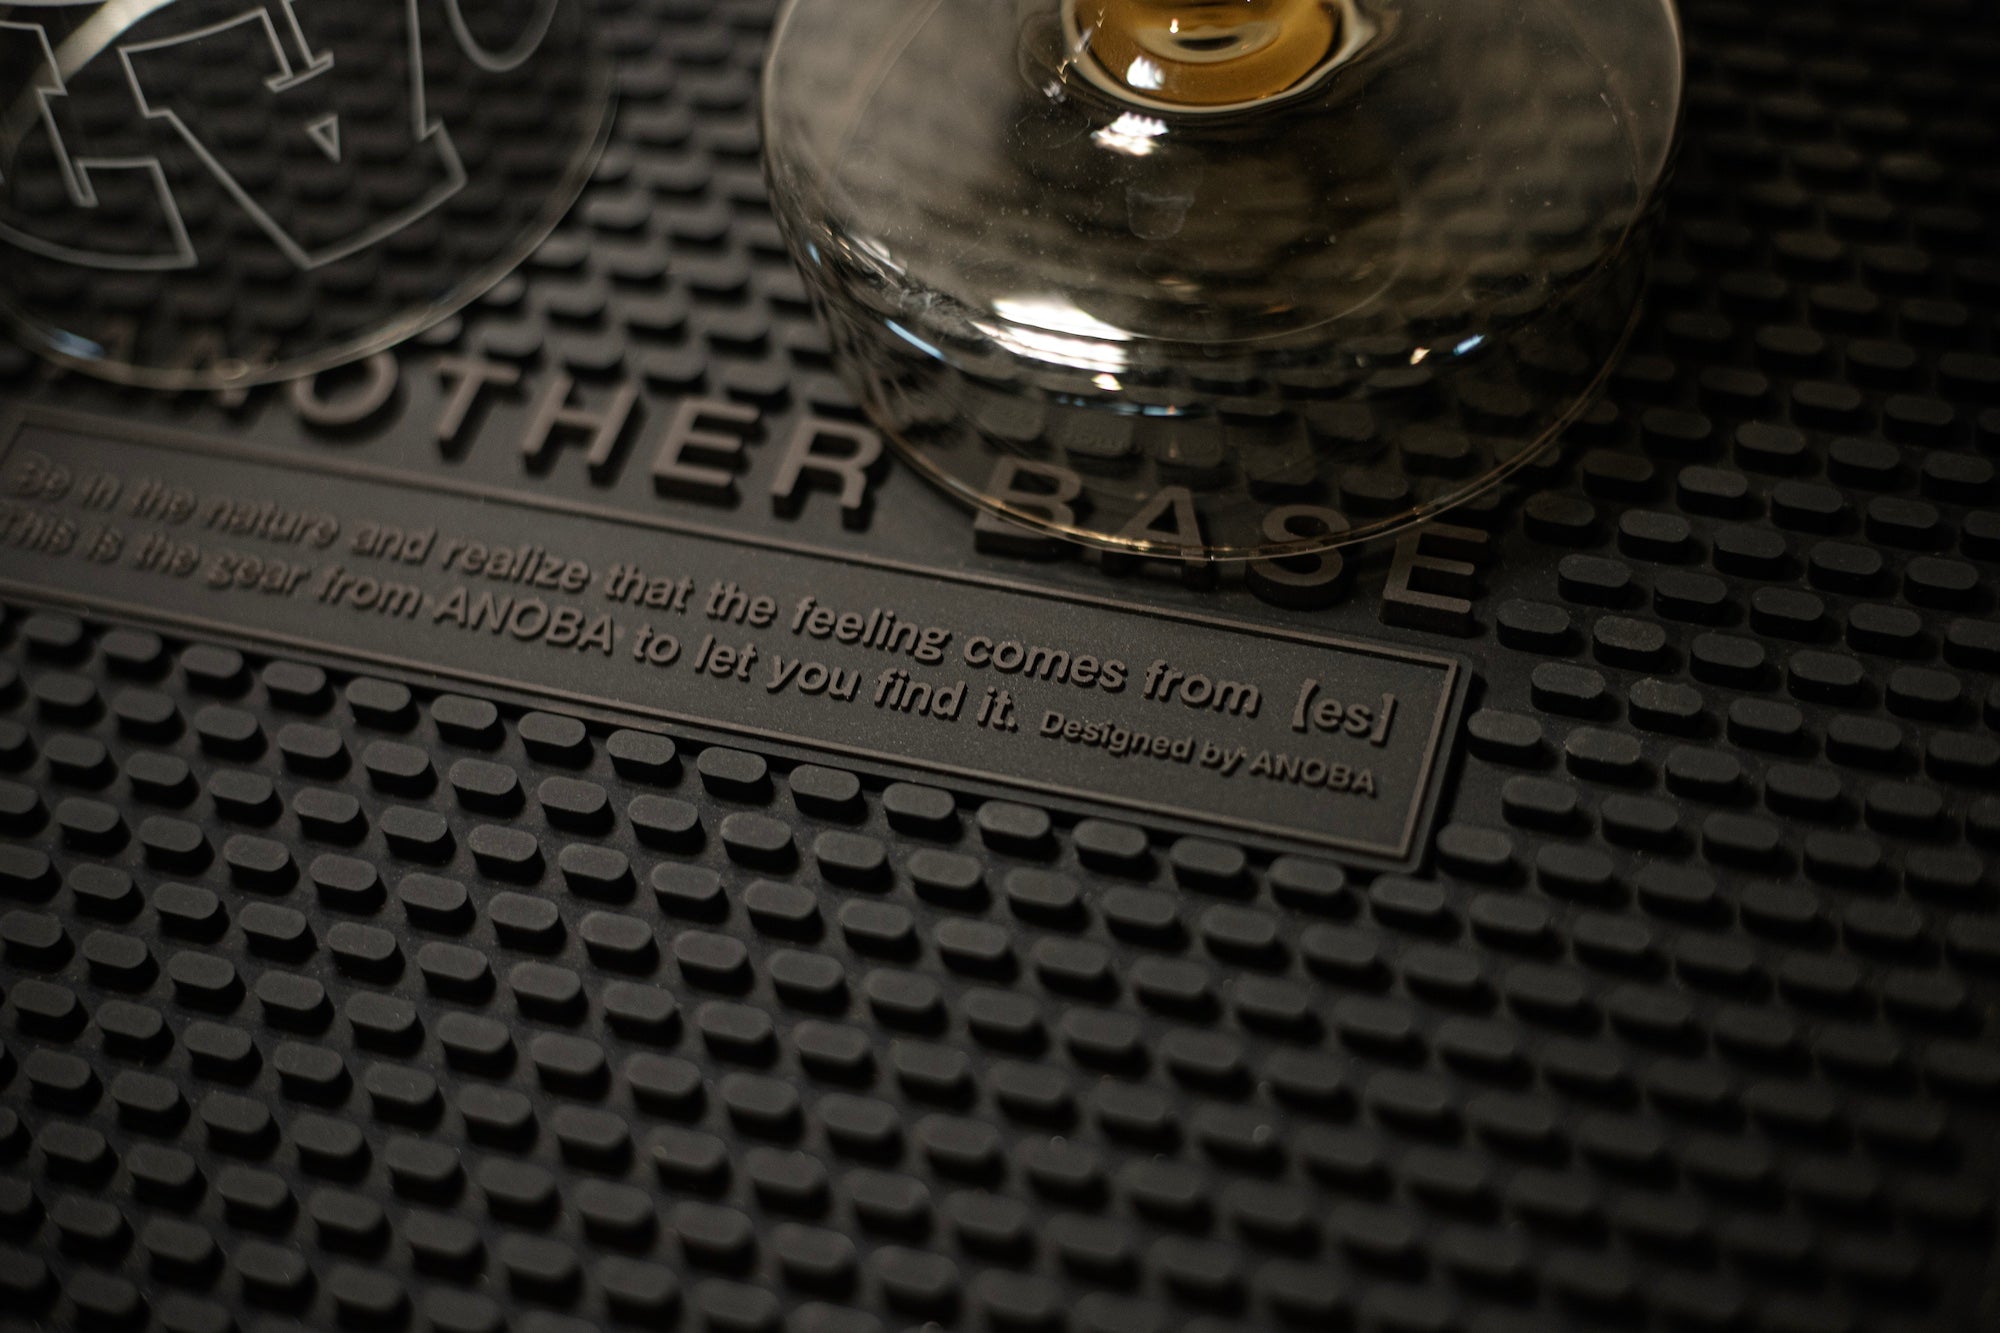 ANOTHER BASE
Be in the nature and realize that the feeling comes from 【es】
This is the gear from ANOBA to let you find it. Designed by ANOBA